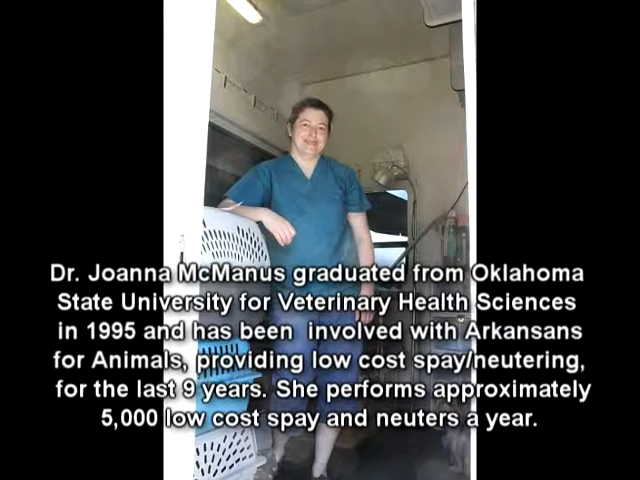 Dr. Joanna McManus graduated from Oklahoma
State University for Veterinary Health Sciences
in 1995 and has been involved with Arkansans
for Animals, providing low cost spay/neutering,
for the last 9 years. She performs approximately
5,000 low cost spay and neuters a year.